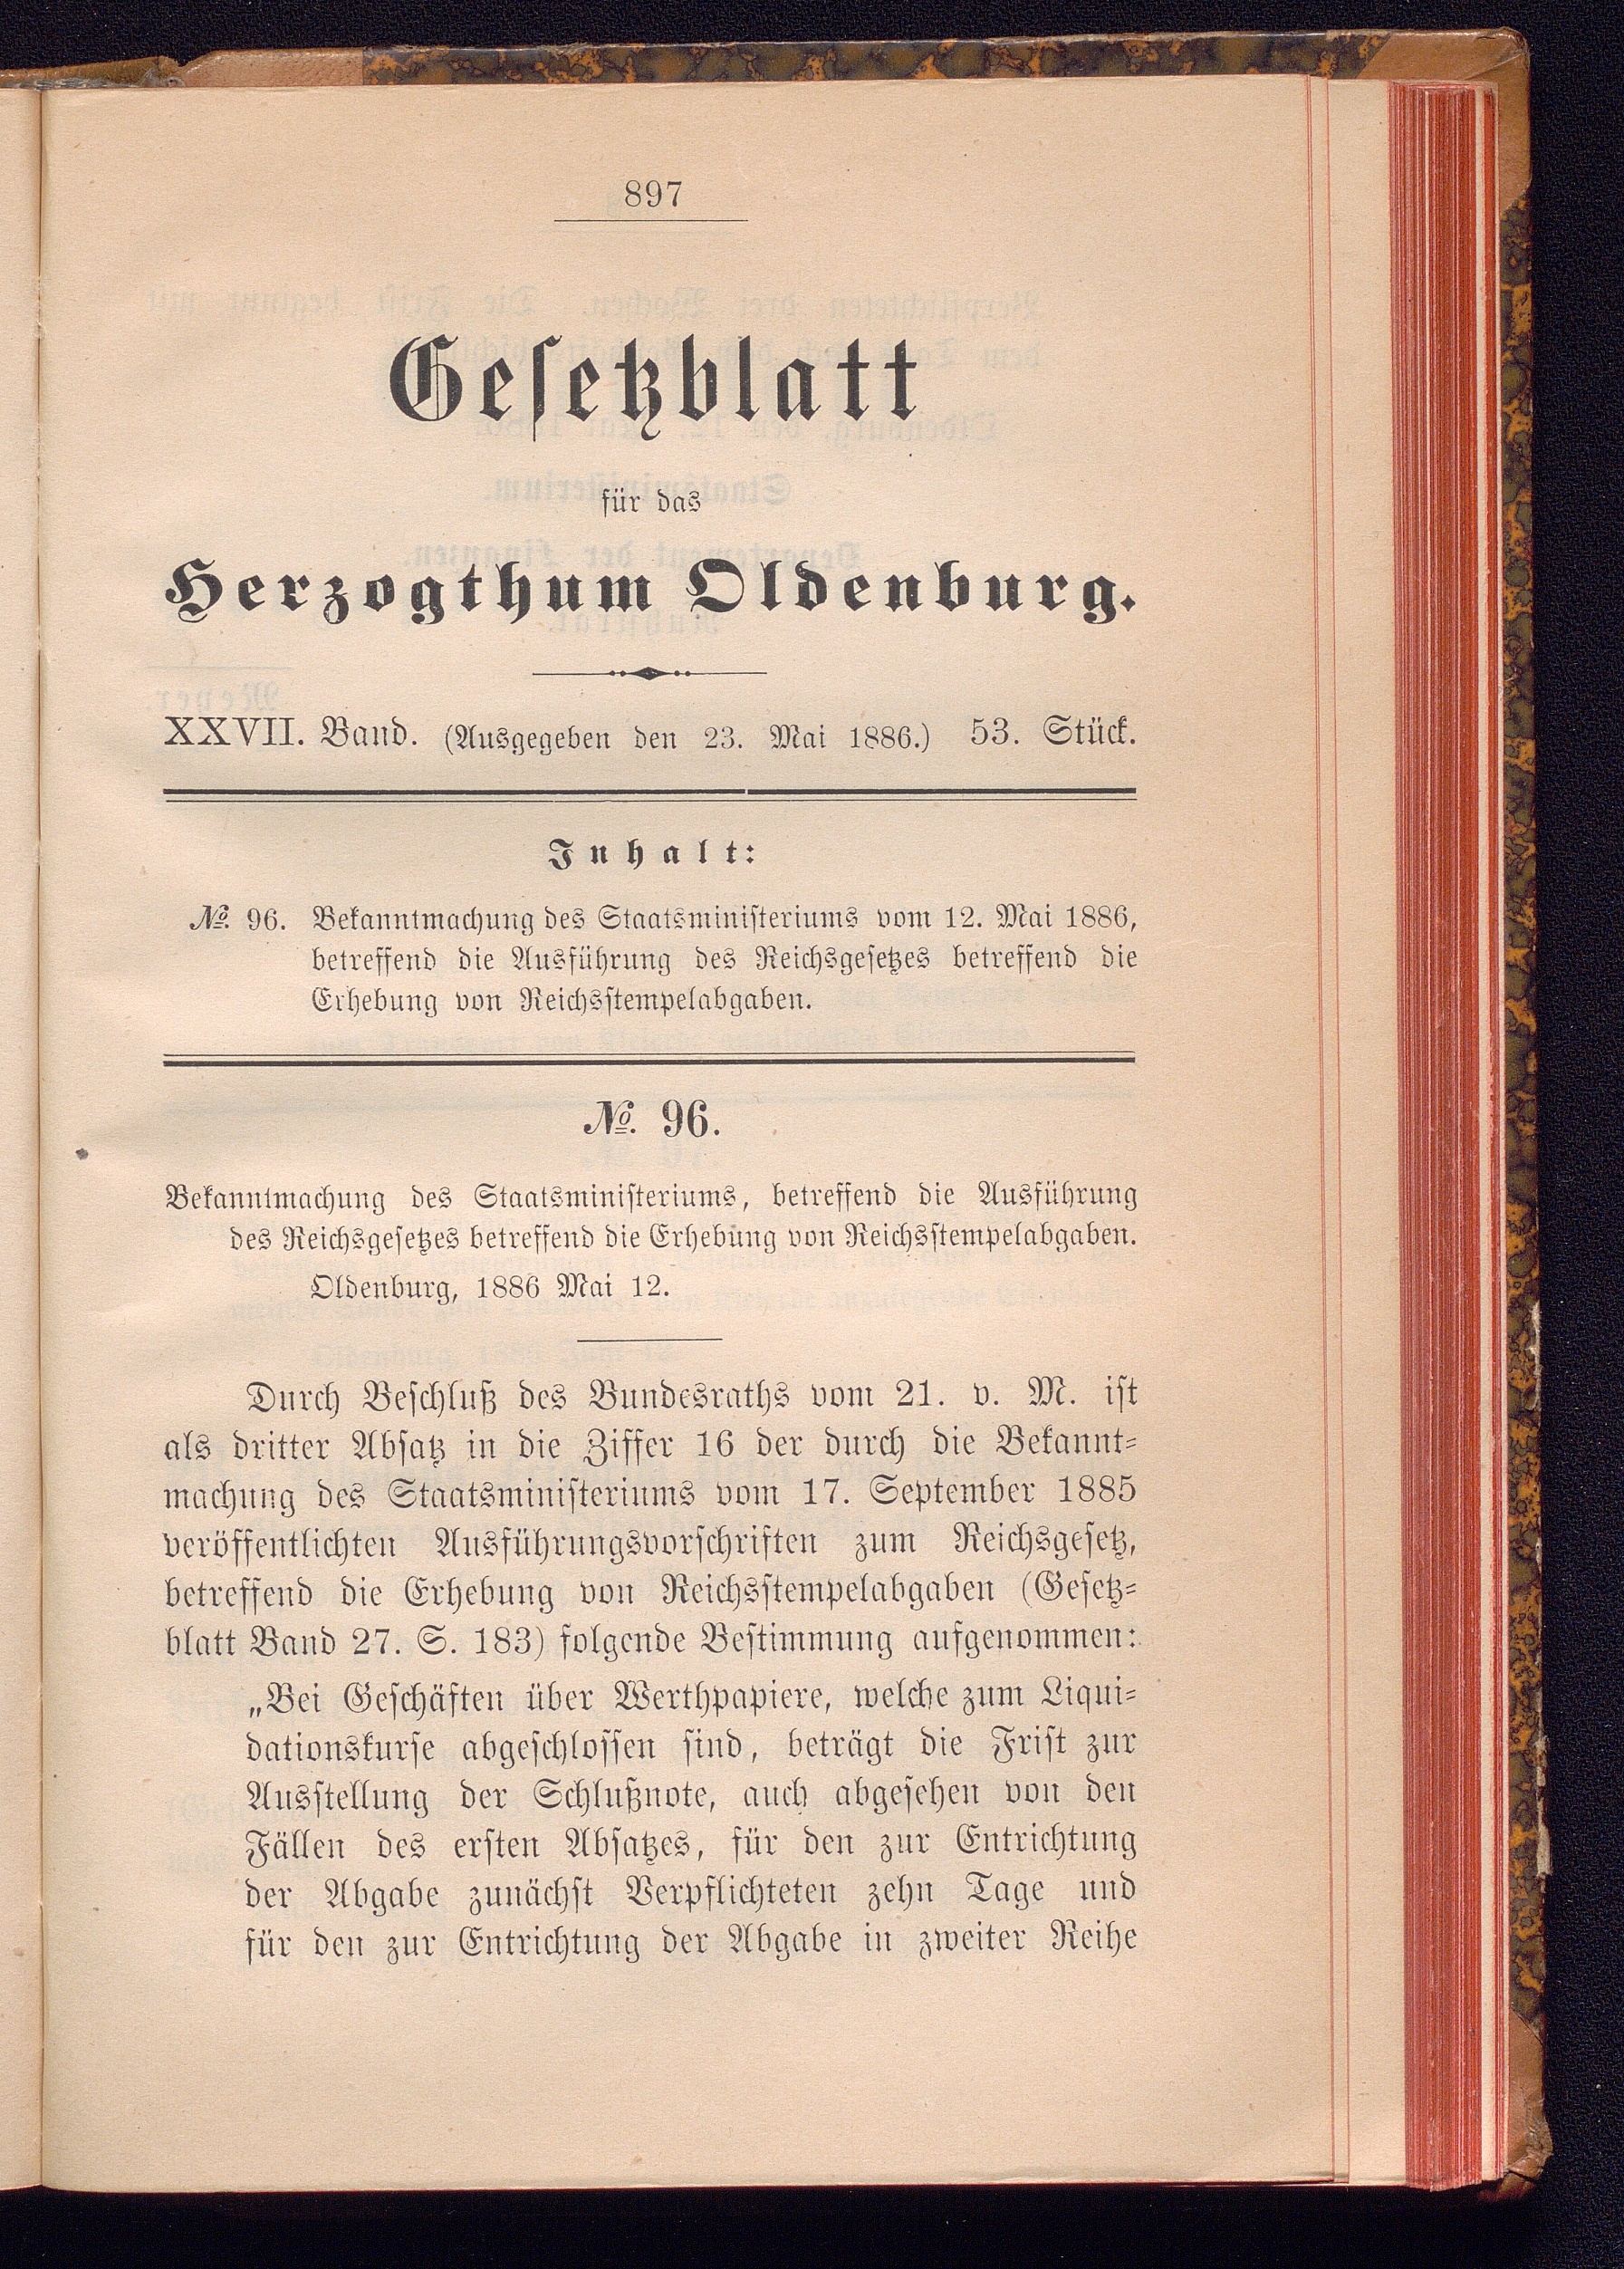 897
Gesetzblatt
für das
Herzogthum Oldenburg.
XXVII. Band. (Ausgegeben den 23. Mai 1886.) 53. Stück.
Inhalt:
№. 96. Bekanntmachung des Staatsministeriums vom 12. Mai 1886,
betreffend die Ausführung des Reichsgesetzes betreffend die
Erhebung von Reichsstempelabgaben.
№. 96.
Bekanntmachung des Staatsministeriums, betreffend die Ausführung
des Reichsgesetzes betreffend die Erhebung von Reichsstempelabgaben.
Oldenburg, 1886 Mai 12.
Durch Beschluß des Bundesraths vom 21. v. M. ist
als dritter Absatz in die Ziffer 16 der durch die Bekannt-
machung des Staatsministeriums vom 17. September 1885
veröffentlichten Ausführungsvorschriften zum Reichsgesetz,
betreffend die Erhebung von Reichsstempelabgaben (Gesetz-
blatt Band 27. S. 183) folgende Bestimmung aufgenommen:
„Bei Geschäften über Werthpapiere, welche zum Liqui-
dationskurse abgeschlossen sind, beträgt die Frist zur
Ausstellung der Schlußnote, auch abgesehen von den
Fällen des ersten Absatzes, für den zur Entrichtung
der Abgabe zunächst Verpflichteten zehn Tage und
für den zur Entrichtung der Abgabe in zweiter Reihe